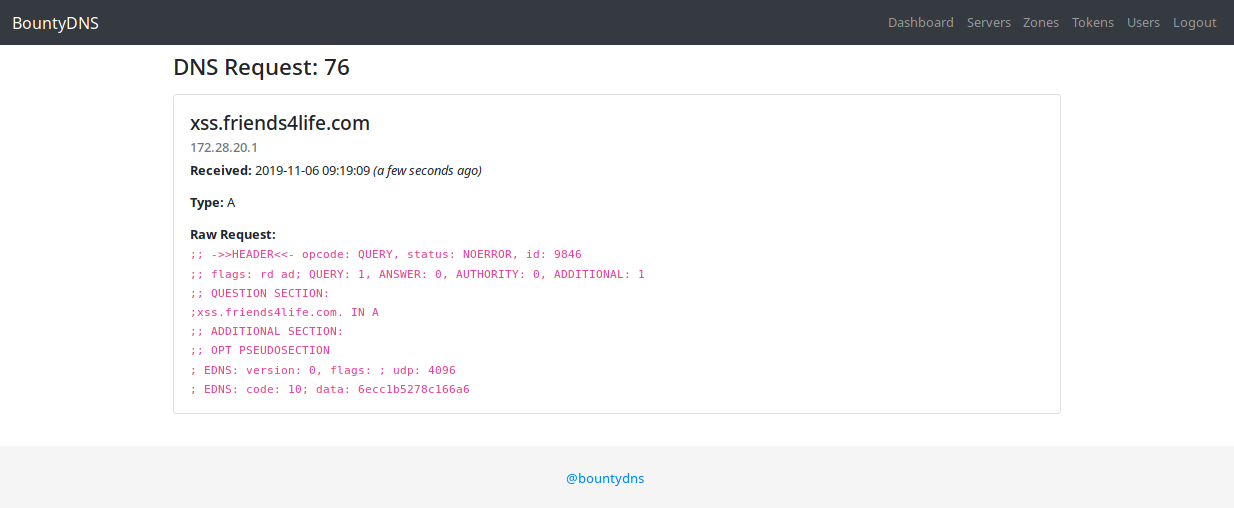 BountyDNS
Dashboard Servers Zones Tokens Users Logout
DNS Request: 76
xss.friends4life.com
172.28.20.1
Received: 2019-11-06 09:19:09 (a few seconds ago)
Type: A
Raw Request:
;; ->>HEADER<<- opcode: QUERY, status: NOERROR, id: 9846
;; flags: rd ad; QUERY: 1, ANSWER: 0, AUTHORITY: 0, ADDITIONAL: 1
;; QUESTION SECTION:
;xss.friends4life.com. IN A
;; ADDITIONAL SECTION:
;; OPT PSEUDOSECTION
; EDNS: version: 0, flags: ; udp: 4096
; EDNS: code: 10; data: 6ecc1b5278c166a6
@bountydns